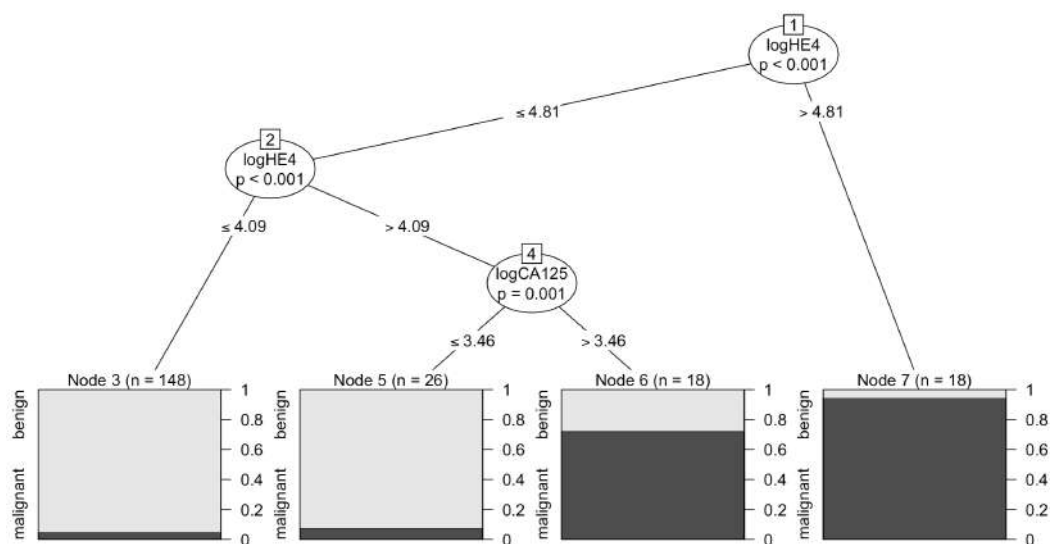 1
logHE4
p < 0.001
≤ 4.81
> 4.81
2
logHE4
p < 0.001
≤ 4.09
> 4.09
4
logCA125
p = 0.001
≤ 3.46
> 3.46
Node 3 (n = 148)
benign
malignant
1
0.8
0.6
0.4
0.2
0
Node 5 (n = 26)
benign
malignant
1
0.8
0.6
0.4
0.2
0
Node 6 (n = 18)
benign
malignant
1
0.8
0.6
0.4
0.2
0
Node 7 (n = 18)
benign
malignant
1
0.8
0.6
0.4
0.2
0